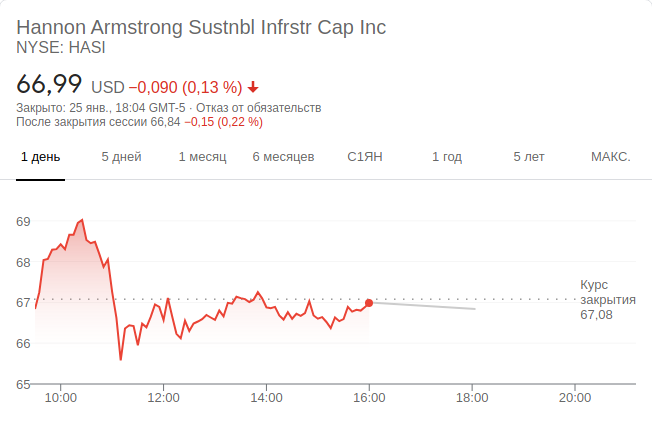 Hannon Armstrong Sustnbl Infrstr Cap Inc
NYSE: HASI
66,99 USD −0,090 (0,13 %)
Закрыто: 25 янв., 18:04 GMT-5 · Отказ от обязательств
После закрытия сессии 66,84 −0,15 (0,22 %)
1 день 5 дней 1 месяц 6 месяцев С1ЯН 1 год 5 лет МАКС.
69
68
67
66
65
Курс
закрытия
67,08
10:00 12:00 14:00 16:00 18:00 20:00